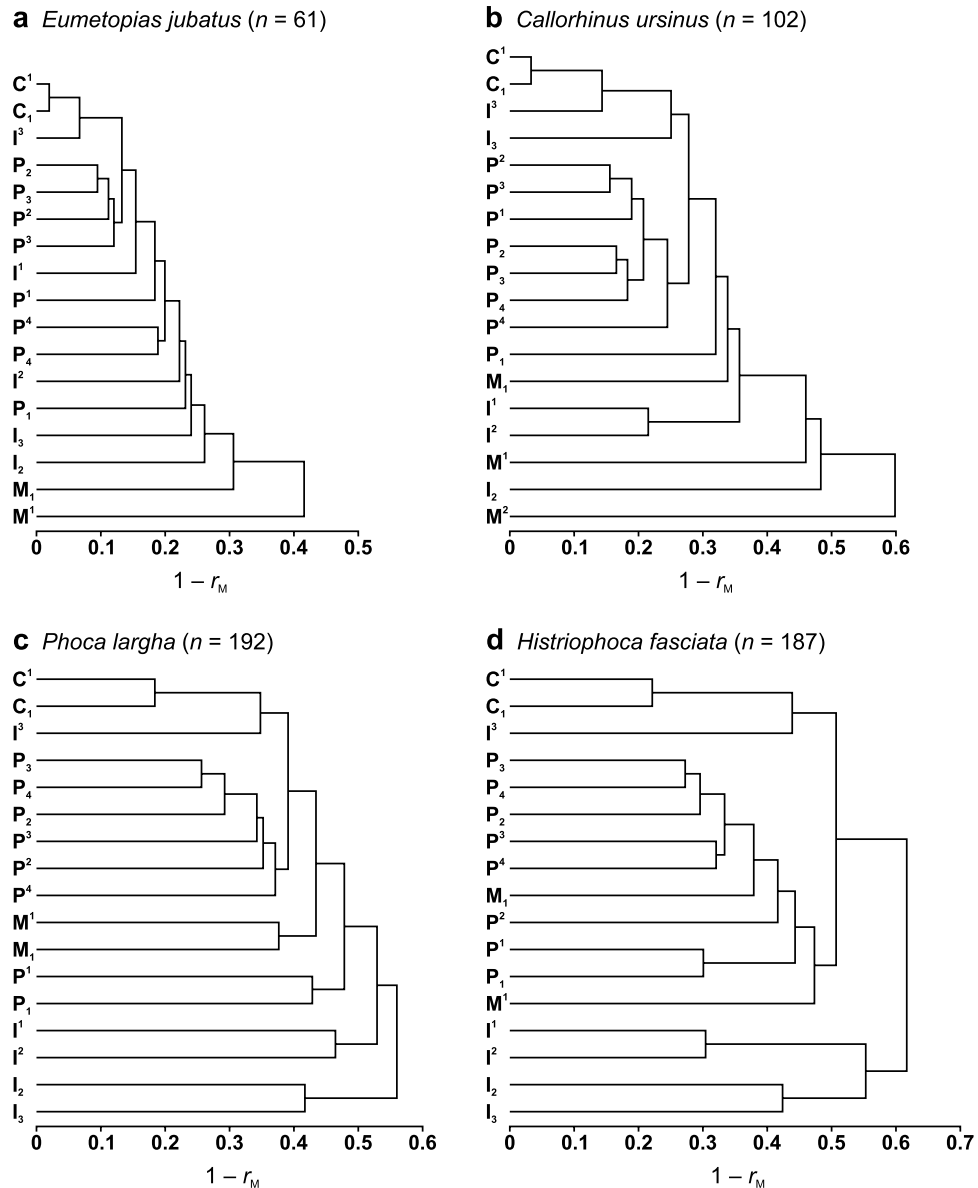 a Eumetopias jubatus (n = 61)
C¹
C₁
I³
P₂
P₃
P²
P³
I¹
P¹
P⁴
P₄
I²
P₁
I₃
I₂
M₁
M¹
0 0.1 0.2 0.3 0.4 0.5
1 – r_M
b Callorhinus ursinus (n = 102)
C¹
C₁
I³
I₃
P²
P³
P¹
P₂
P₃
P₄
P⁴
P₁
M₁
I¹
I²
M¹
I₂
M²
0 0.1 0.2 0.3 0.4 0.5 0.6
1 – r_M
c Phoca largha (n = 192)
C¹
C₁
I³
P₃
P₄
P₂
P³
P²
P⁴
M¹
M₁
P¹
P₁
I¹
I²
I₂
I₃
0 0.1 0.2 0.3 0.4 0.5 0.6
1 – r_M
d Histriophoca fasciata (n = 187)
C¹
C₁
I³
P₃
P₄
P₂
P³
P⁴
M₁
P²
P¹
P₁
M¹
I¹
I²
I₂
I₃
0 0.1 0.2 0.3 0.4 0.5 0.6 0.7
1 – r_M